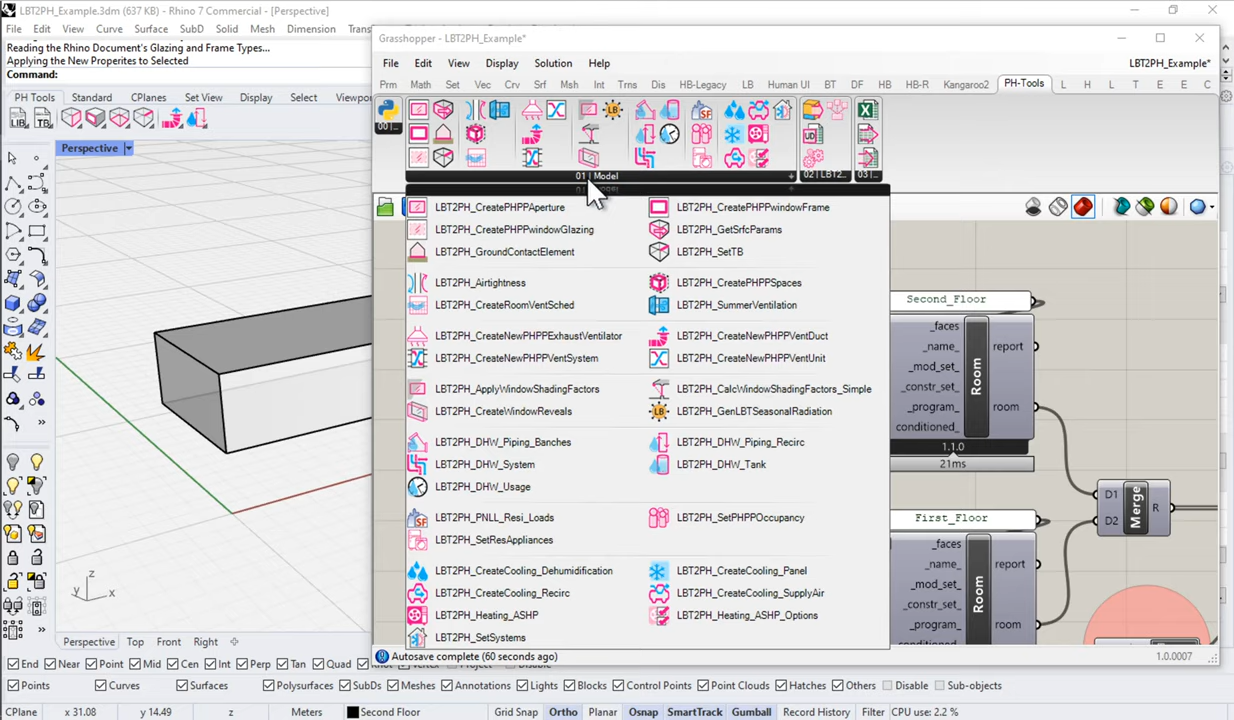 LBT2PH_Example.3dm (637 KB) - Rhino 7 Commercial - [Perspective]
File Edit View Curve Surface SubD Solid Mesh Dimension
Reading the Rhino Document's Glazing and Frame Types...
Applying the New Properites to Selected
Command:
PH Tools Standard CPlanes Set View Display Select
LIB TB
Perspective
z
y x
Perspective Top Front Right
End Near Point Mid Cen Int Perp Tan Quad
Points Curves Surfaces Polysurfaces SubDs Meshes Annotations Lights Blocks Control Points Point Clouds Hatches Others Disable Sub-objects
CPlane x 31.08 y 14.49 z Meters Second Floor Grid Snap Ortho Planar Osnap SmartTrack Gumball Record History Filter CPU use: 2.2 %
Grasshopper - LBT2PH_Example*
File Edit View Display Solution Help LBT2PH_Example*
Prm Math Set Vec Crv Srf Msh Int Trns Dis HB-Legacy LB Human UI BT DF HB HB-R Kangaroo2 PH-Tools L H L T E E E
01 | Model
LBT2PH_CreatePHPPAperture LBT2PH_CreatePHPPwindowFrame
LBT2PH_CreatePHPPwindowGlazing LBT2PH_GetSrfcParams
LBT2PH_GroundContactElement LBT2PH_SetTB
LBT2PH_Airtightness LBT2PH_CreatePHPPSpaces
LBT2PH_CreateRoomVentSched LBT2PH_SummerVentilation
LBT2PH_CreateNewPHPPExhaustVentilator LBT2PH_CreateNewPHPPVentDuct
LBT2PH_CreateNewPHPPVentSystem LBT2PH_CreateNewPHPPVentUnit
LBT2PH_ApplyWindowShadingFactors LBT2PH_CalcWindowShadingFactors_Simple
LBT2PH_CreateWindowReveals LB LBT2PH_GenLBTSeasonalRadiation
LBT2PH_DHW_Piping_Banches LBT2PH_DHW_Piping_Recirc
LBT2PH_DHW_System LBT2PH_DHW_Tank
LBT2PH_DHW_Usage
SF LBT2PH_PNLL_Resi_Loads LBT2PH_SetPHPPOccupancy
LBT2PH_SetResAppliances
LBT2PH_CreateCooling_Dehumidification LBT2PH_CreateCooling_Panel
LBT2PH_CreateCooling_Recirc LBT2PH_CreateCooling_SupplyAir
LBT2PH_Heating_ASHP LBT2PH_Heating_ASHP_Options
LBT2PH_SetSystems
Second_Floor
_faces
_name_ report
_mod_set_
_constr_set_
_program_ room
conditioned_
Room
1.1.0
21ms
First_Floor
_faces
_name_ report
_mod_set_
_constr_set_
_program_ room
Room
D1
D2
Merge
R
Autosave complete (60 seconds ago) 1.0.0007